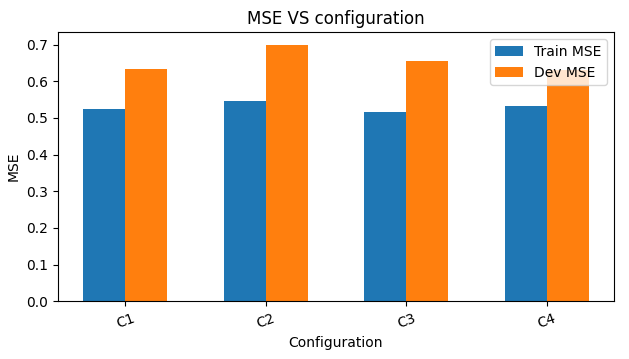 MSE VS configuration
Train MSE
Dev MSE
MSE
0.7
0.6
0.5
0.4
0.3
0.2
0.1
0.0
C1
C2
C3
C4
Configuration